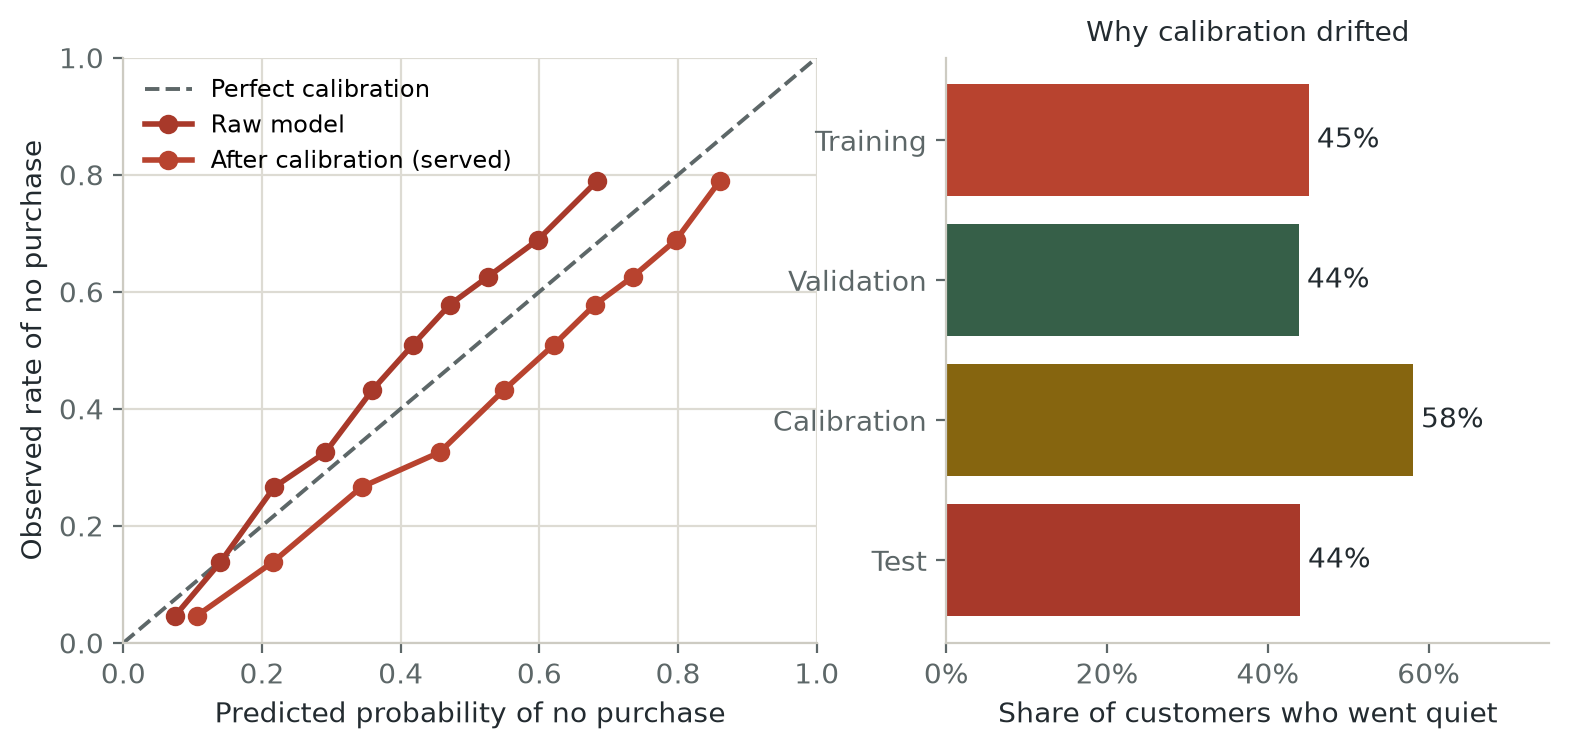 Observed rate of no purchase
1.0
0.8
0.6
0.4
0.2
0.0
Perfect calibration
Raw model
After calibration (served)
0.0 0.2 0.4 0.6 0.8 1.0
Predicted probability of no purchase
Why calibration drifted
Training 45%
Validation 44%
Calibration 58%
Test 44%
0% 20% 40% 60%
Share of customers who went quiet